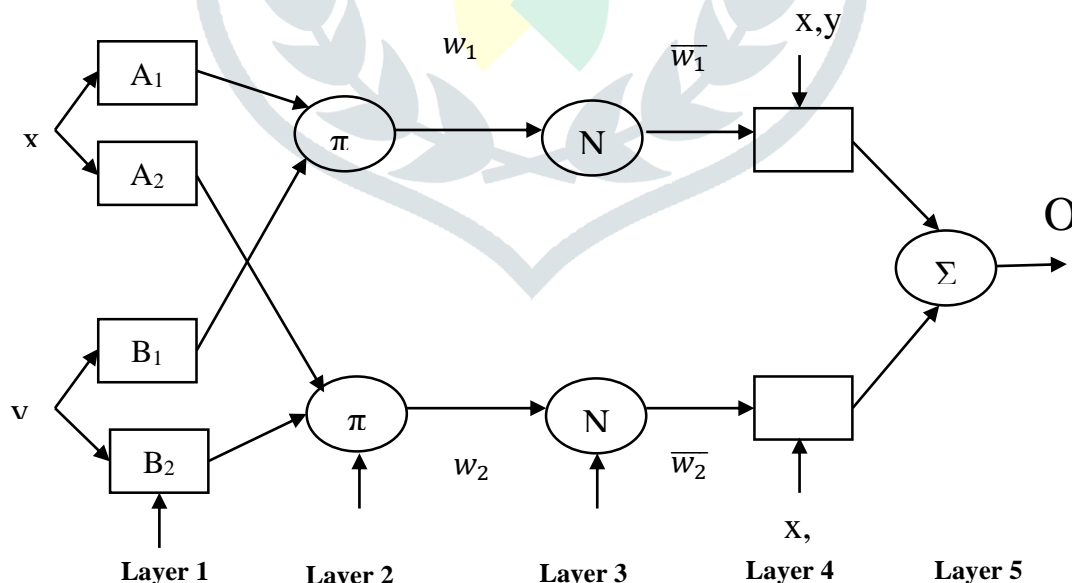 x,y
w₁
w̅₁
A₁
π
N
x
A₂
O
Σ
B₁
y
π
N
B₂
w₂
w̅₂
x,
Layer 1
Layer 2
Layer 3
Layer 4
Layer 5